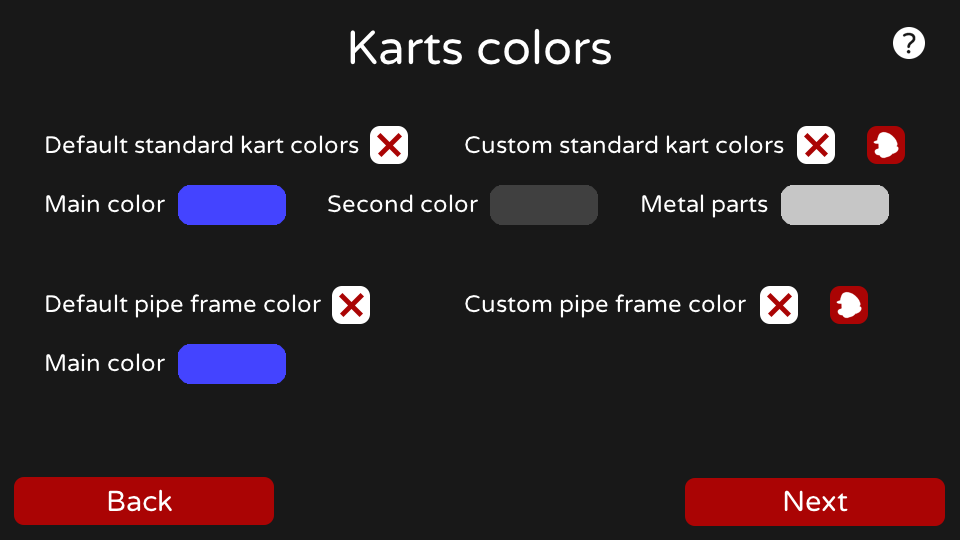 Karts colors
?
Default standard kart colors
Custom standard kart colors
Main color
Second color
Metal parts
Default pipe frame color
Custom pipe frame color
Main color
Back
Next